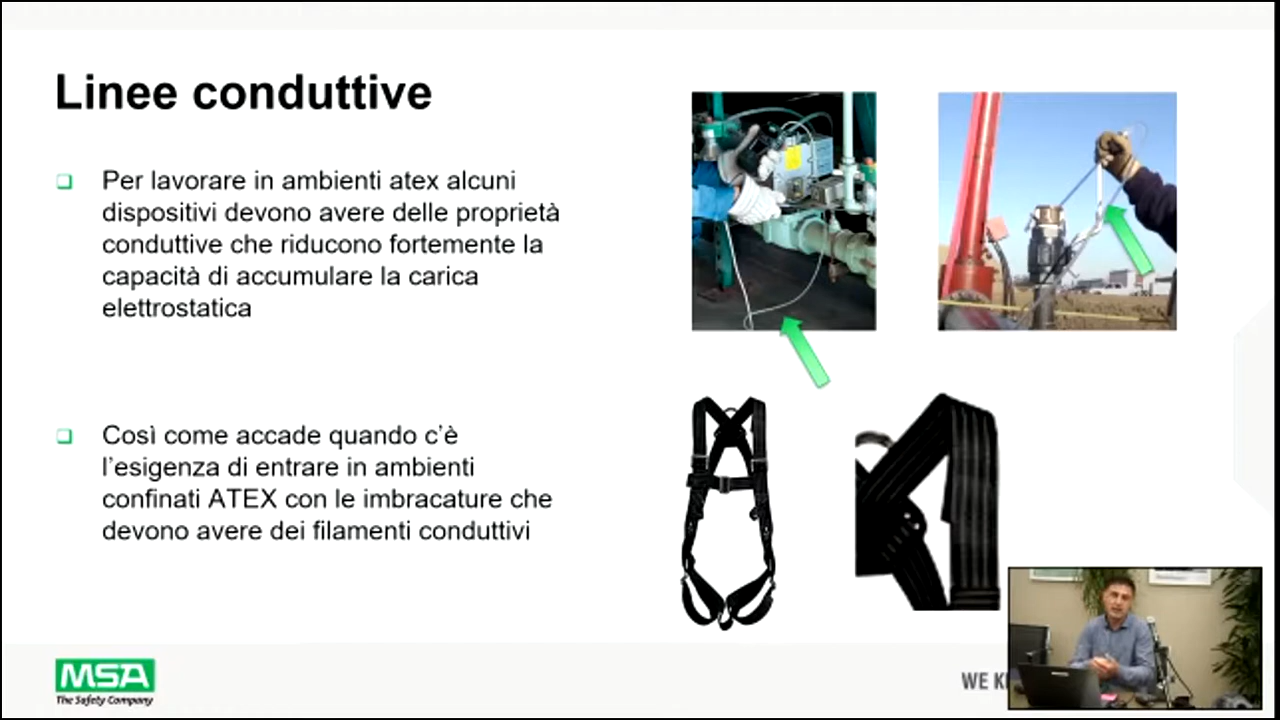 Linee conduttive
Per lavorare in ambienti atex alcuni
dispositivi devono avere delle proprietà
conduttive che riducono fortemente la
capacità di accumulare la carica
elettrostatica
Così come accade quando c'è
l'esigenza di entrare in ambienti
confinati ATEX con le imbracature che
devono avere dei filamenti conduttivi
MSA
The Safety Company
WE